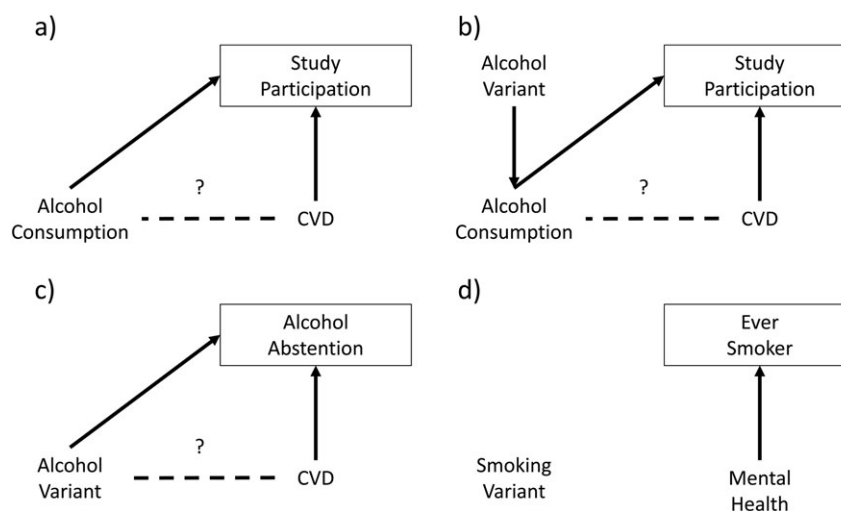 a)
Study
Participation
?
Alcohol
Consumption
CVD
b)
Alcohol
Variant
Study
Participation
?
Alcohol
Consumption
CVD
c)
Alcohol
Abstention
?
Alcohol
Variant
CVD
d)
Ever
Smoker
Smoking
Variant
Mental
Health